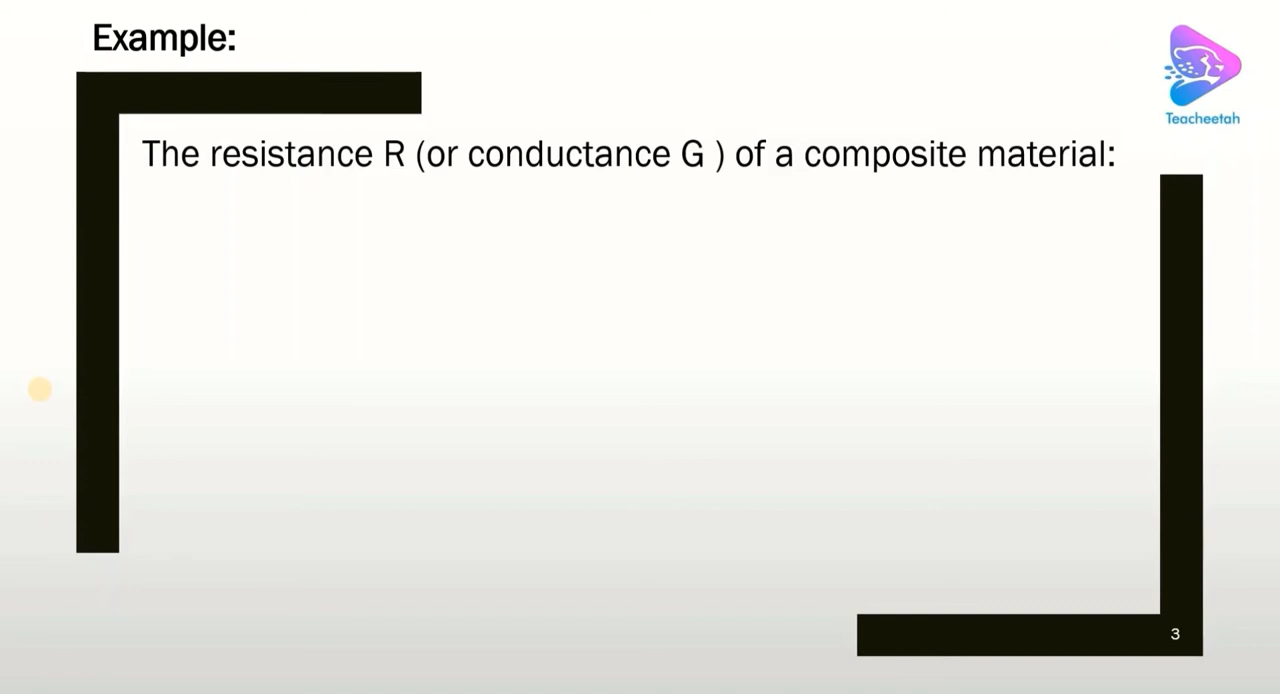 Example:
Teacheetah
The resistance R (or conductance G ) of a composite material:
3